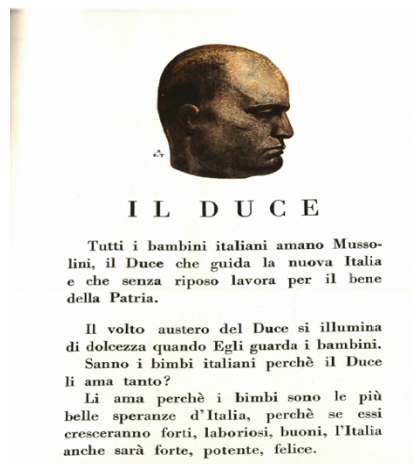 A
B.T
IL DUCE
Tutti i bambini italiani amano Musso-
lini, il Duce che guida la nuova Italia
e che senza riposo lavora per il bene
della Patria.
Il volto austero del Duce si illumina
di dolcezza quando Egli guarda i bambini.
Sanno i bimbi italiani perchè il Duce
li ama tanto?
Li ama perchè i bimbi sono le più
belle speranze d'Italia, perchè se essi
cresceranno forti, laboriosi, buoni, l'Italia
anche sarà forte, potente, felice.